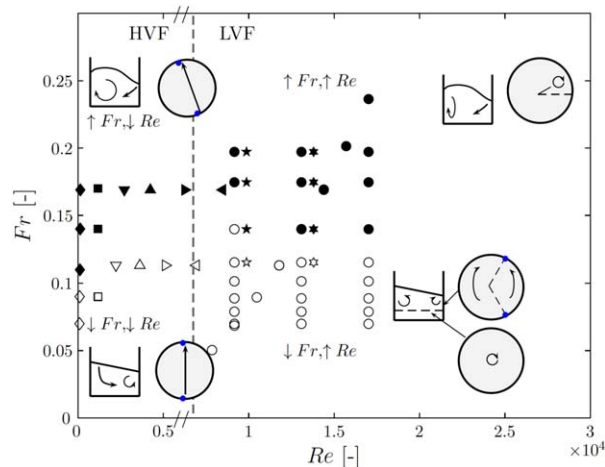 HVF LVF
↑ Fr,↓ Re
↑ Fr,↑ Re
↓ Fr,↓ Re
↓ Fr,↑ Re
Fr [-]
0.25
0.2
0.15
0.1
0.05
0
0 0.5 1 1.5 2 2.5 3
×10⁴
Re [-]